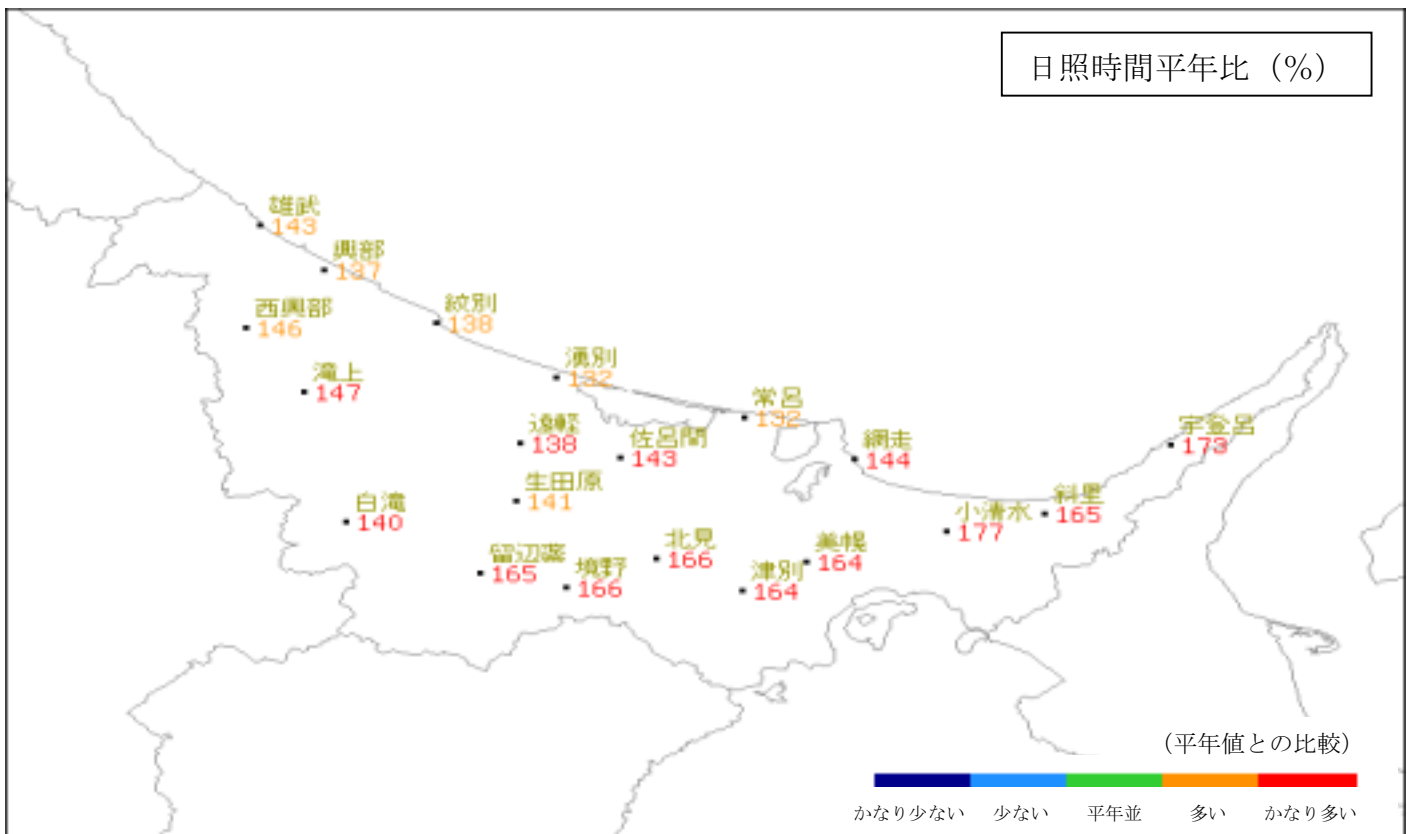 日照時間平年比（%）
雄武
143
興部
137
西興部
146
紋別
138
湧別
132
滝上
147
常呂
132
遠軽
138
佐呂間
143
網走
144
宇登呂
173
生田原
141
白滝
140
斜里
165
小清水
177
留辺蘂
165
境野
166
北見
166
美幌
164
津別
164
（平年値との比較）
かなり少ない 少ない 平年並 多い かなり多い